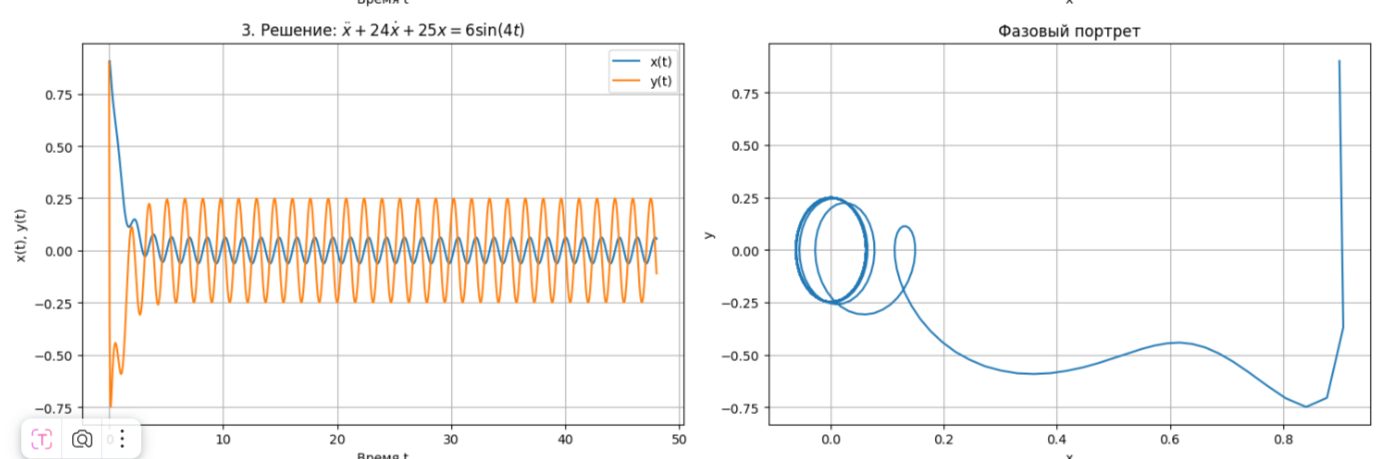 Время t
x
3. Решение: ẍ + 24ẋ + 25x = 6sin(4t)
x(t)
y(t)
x(t), y(t)
0.75
0.50
0.25
0.00
−0.25
−0.50
−0.75
0
10
20
30
40
50
Время t
Фазовый портрет
y
0.75
0.50
0.25
0.00
−0.25
−0.50
−0.75
0.0
0.2
0.4
0.6
0.8
x
T